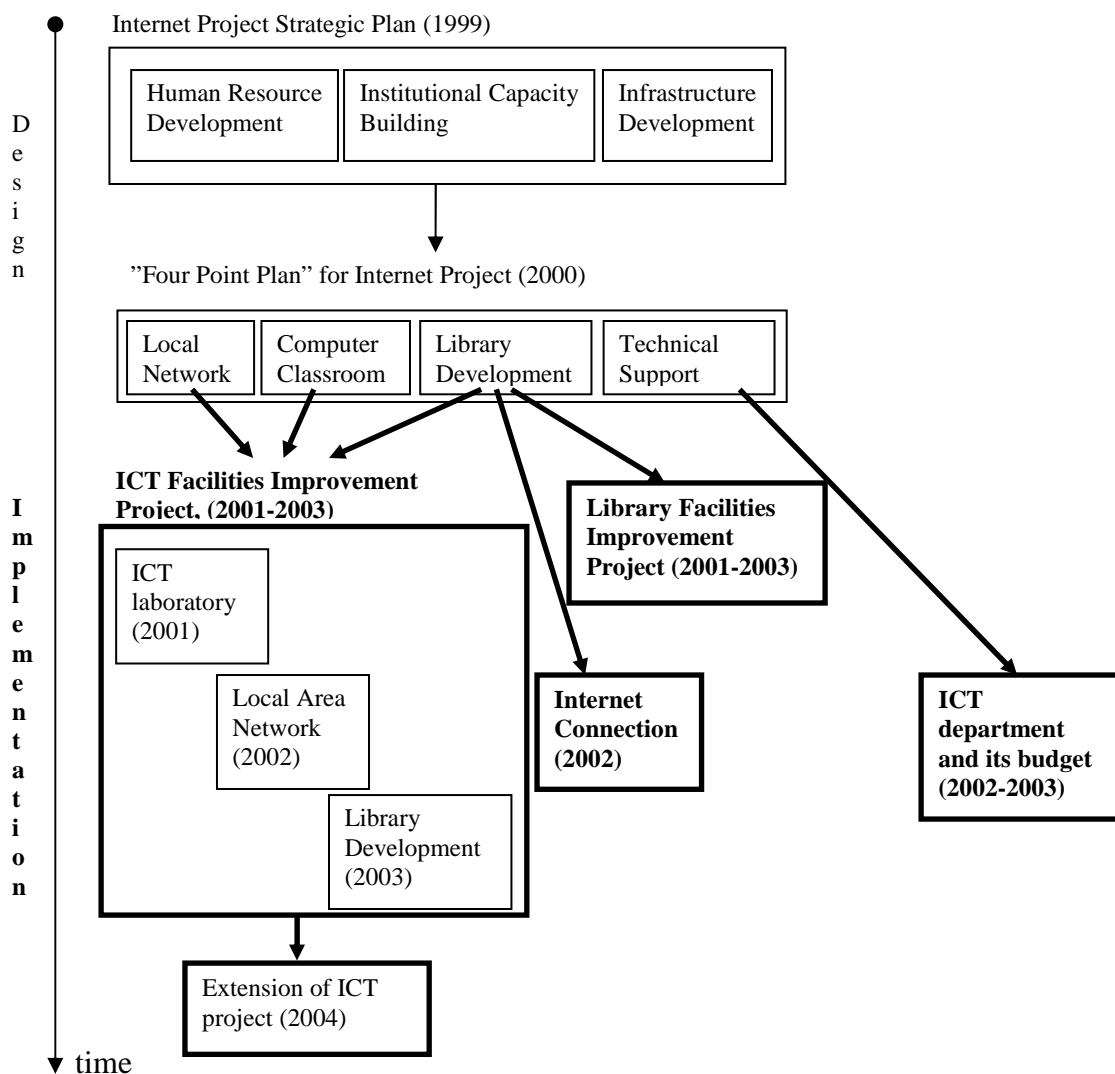 Internet Project Strategic Plan (1999)
Human Resource
Development
Institutional Capacity
Building
Infrastructure
Development
Design
”Four Point Plan” for Internet Project (2000)
Local
Network
Computer
Classroom
Library
Development
Technical
Support
ICT Facilities Improvement
Project, (2001-2003)
Library Facilities
Improvement
Project (2001-2003)
Implementation
ICT
laboratory
(2001)
Local Area
Network
(2002)
Library
Development
(2003)
Internet
Connection
(2002)
ICT
department
and its budget
(2002-2003)
Extension of ICT
project (2004)
time